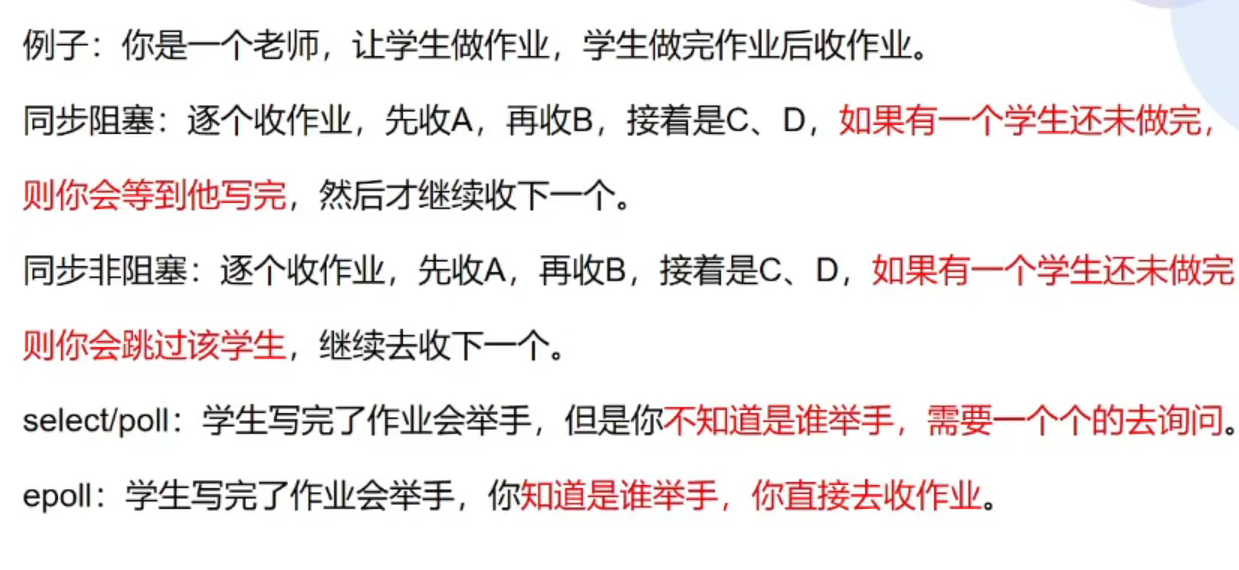 例子：你是一个老师，让学生做作业，学生做完作业后收作业。
同步阻塞：逐个收作业，先收A，再收B，接着是C、D，如果有一个学生还未做完，
则你会等到他写完，然后才继续收下一个。
同步非阻塞：逐个收作业，先收A，再收B，接着是C、D，如果有一个学生还未做完
则你会跳过该学生，继续去收下一个。
select/poll：学生写完了作业会举手，但是你不知道是谁举手，需要一个个的去询问。
epoll：学生写完了作业会举手，你知道是谁举手，你直接去收作业。